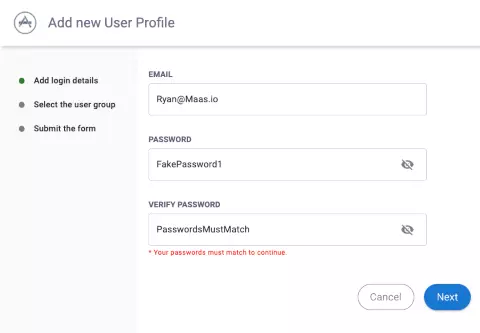 Add new User Profile
Add login details
Select the user group
Submit the form
EMAIL
Ryan@Maas.io
PASSWORD
FakePassword1
VERIFY PASSWORD
PasswordsMustMatch
* Your passwords must match to continue.
Cancel
Next